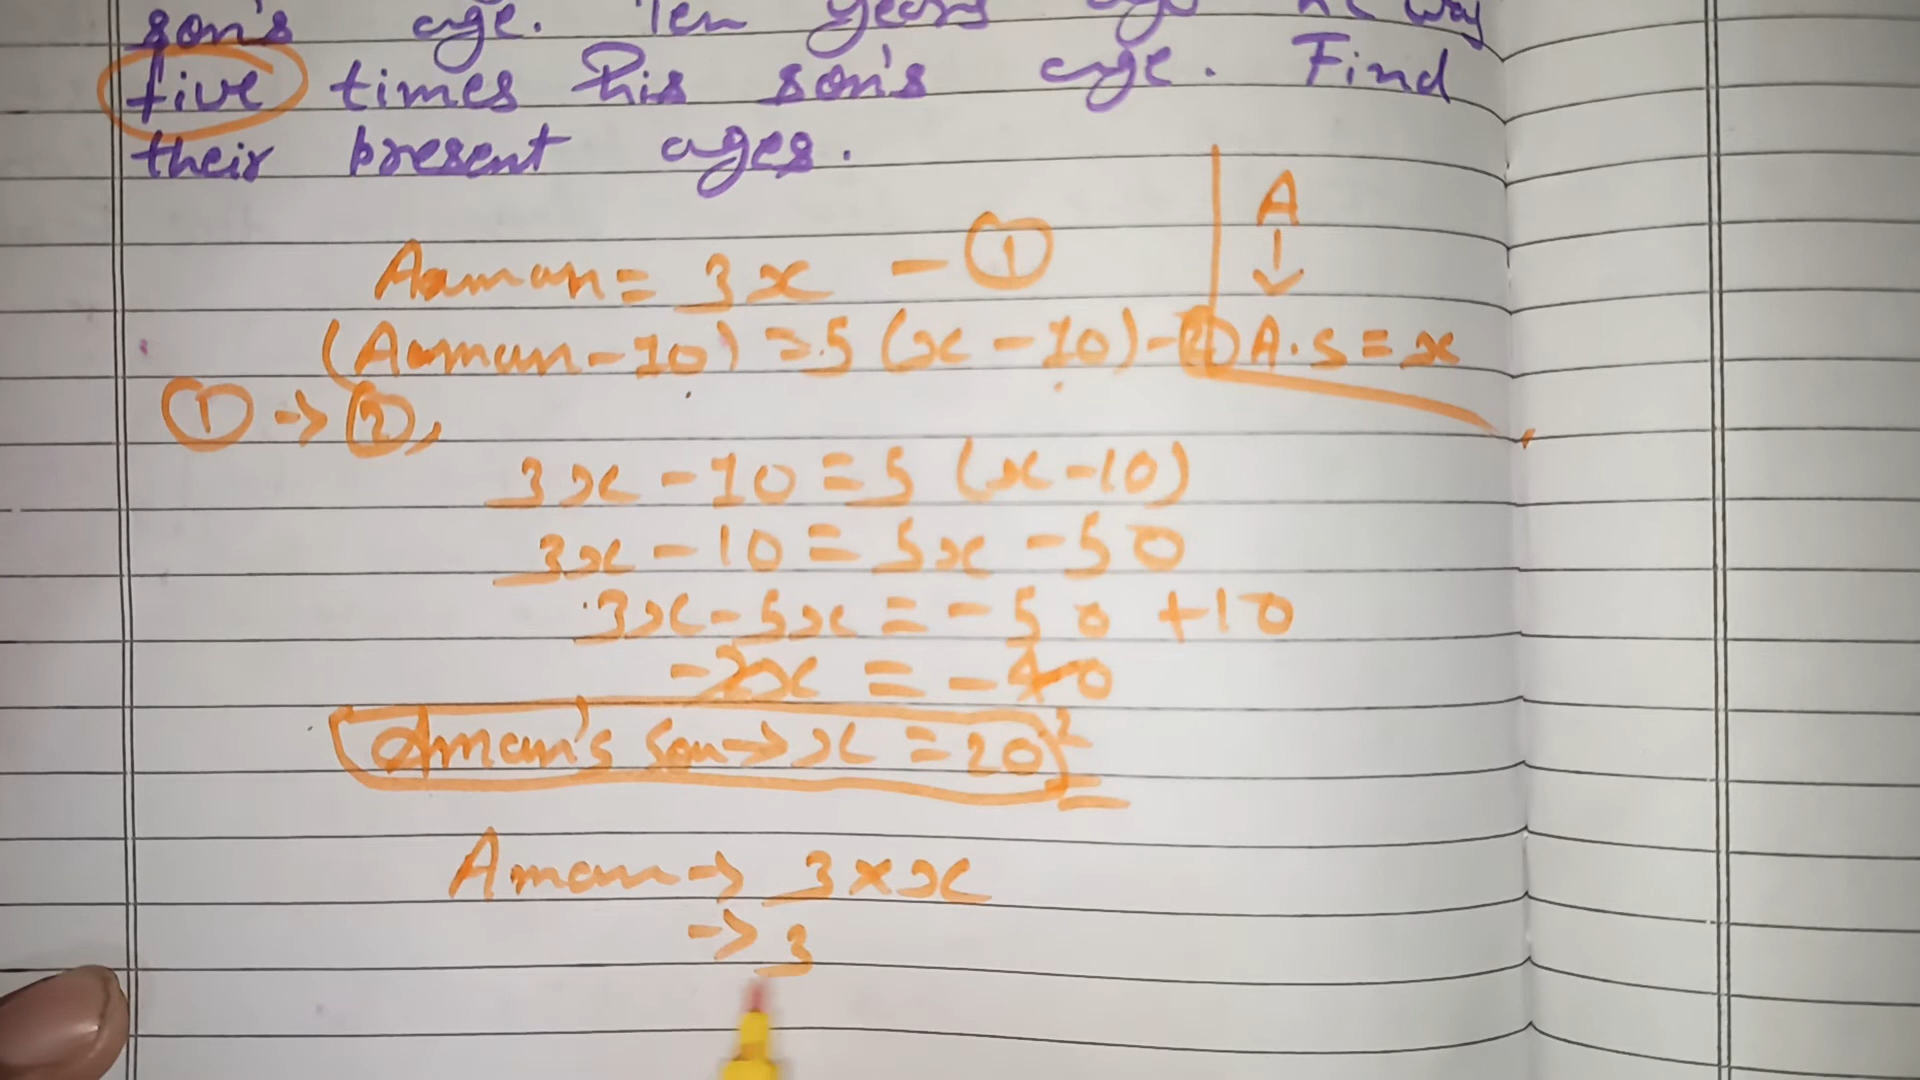 son's age. Ten years ago he was
five times his son's age. Find
their present ages.
A
↓
A.S = x
Aaman = 3x - ①
(Aaman - 10) = 5 (x - 10) - ②
① → ②,
3x - 10 = 5 (x - 10)
3x - 10 = 5x - 50
3x - 5x = - 50 + 10
-2x = - 40
Aman's son → x = 20
Aman → 3 × x
→ 3